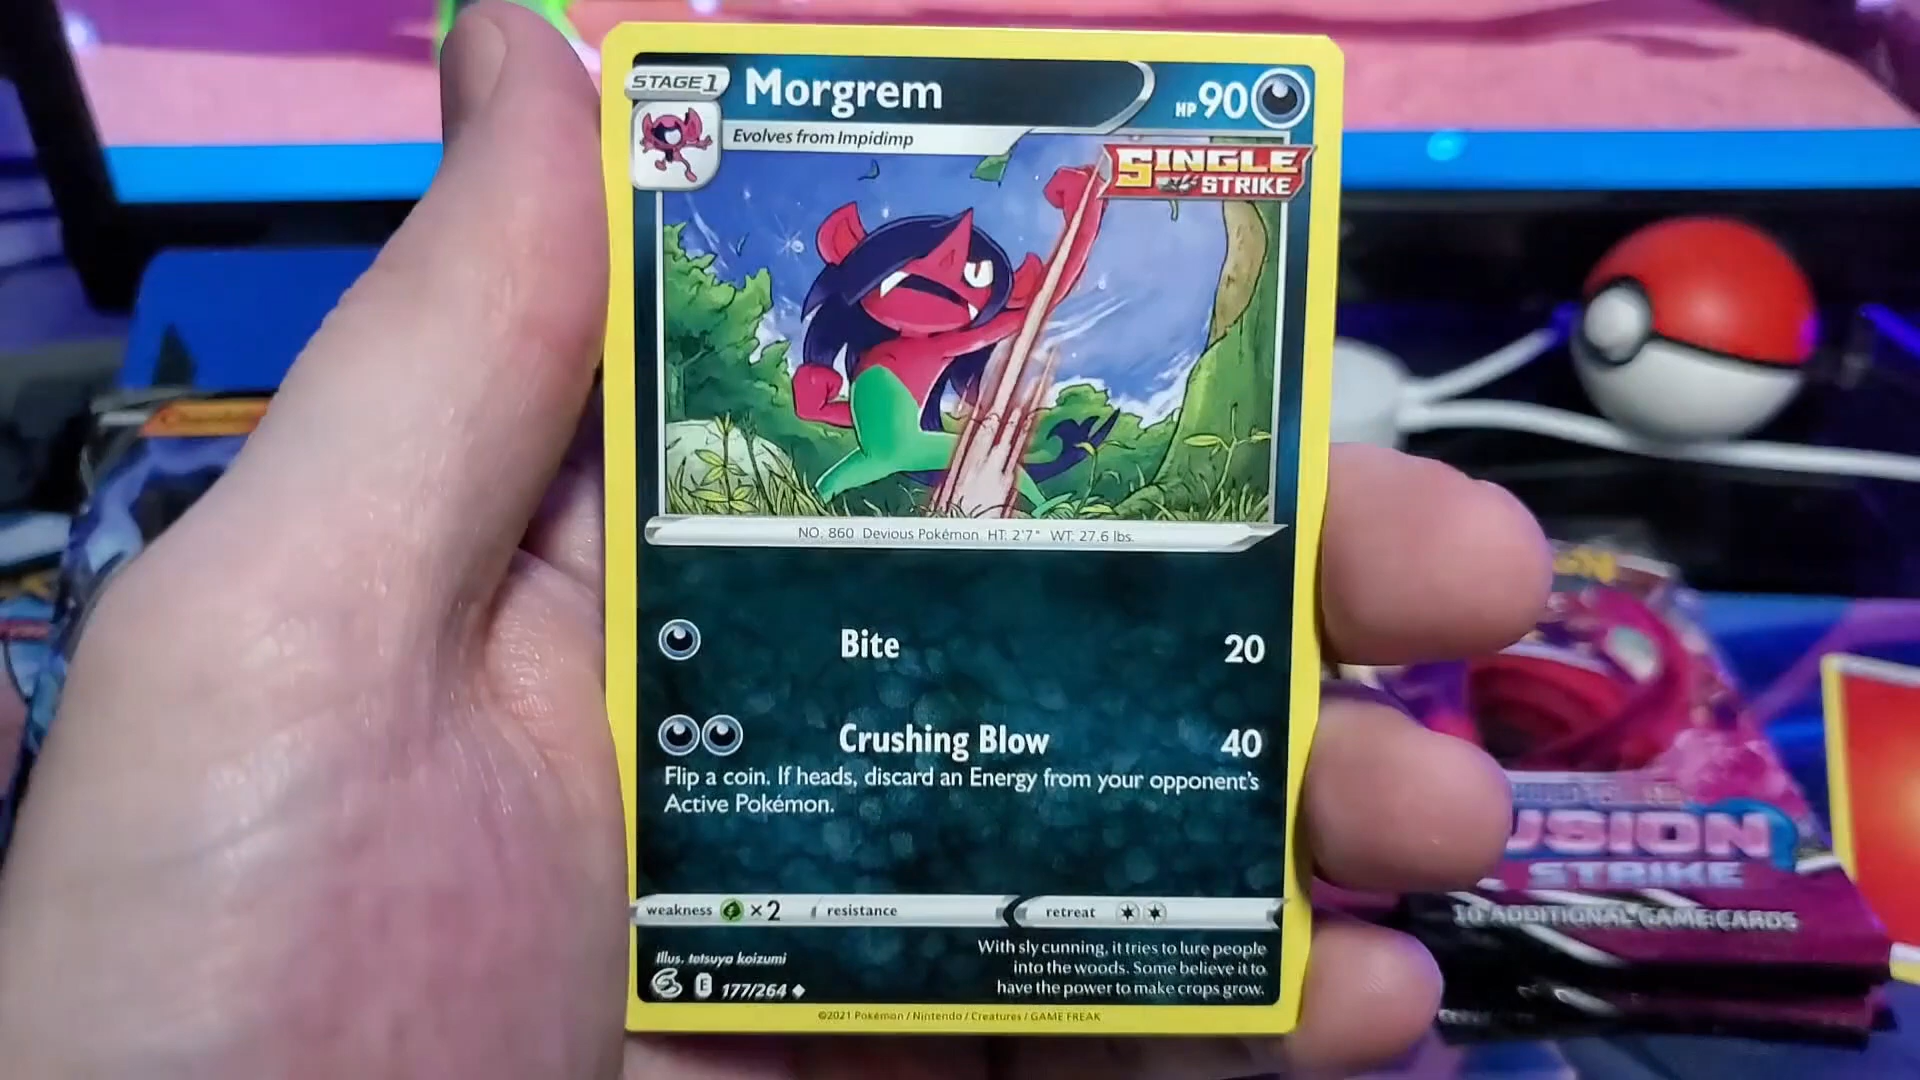 STAGE1
Morgrem
HP 90
Evolves from Impidimp
SINGLE
STRIKE
NO. 860 Devious Pokémon HT. 2'7" WT. 27.6 lbs.
Bite 20
Crushing Blow 40
Flip a coin. If heads, discard an Energy from your opponent's
Active Pokémon.
weakness ×2 resistance retreat
Illus. tetsuya koizumi
With sly cunning, it tries to lure people
into the woods. Some believe it to
have the power to make crops grow.
E 177/264
©2021 Pokémon / Nintendo / Creatures / GAME FREAK
USION
STRIKE
10 ADDITIONAL GAME CARDS